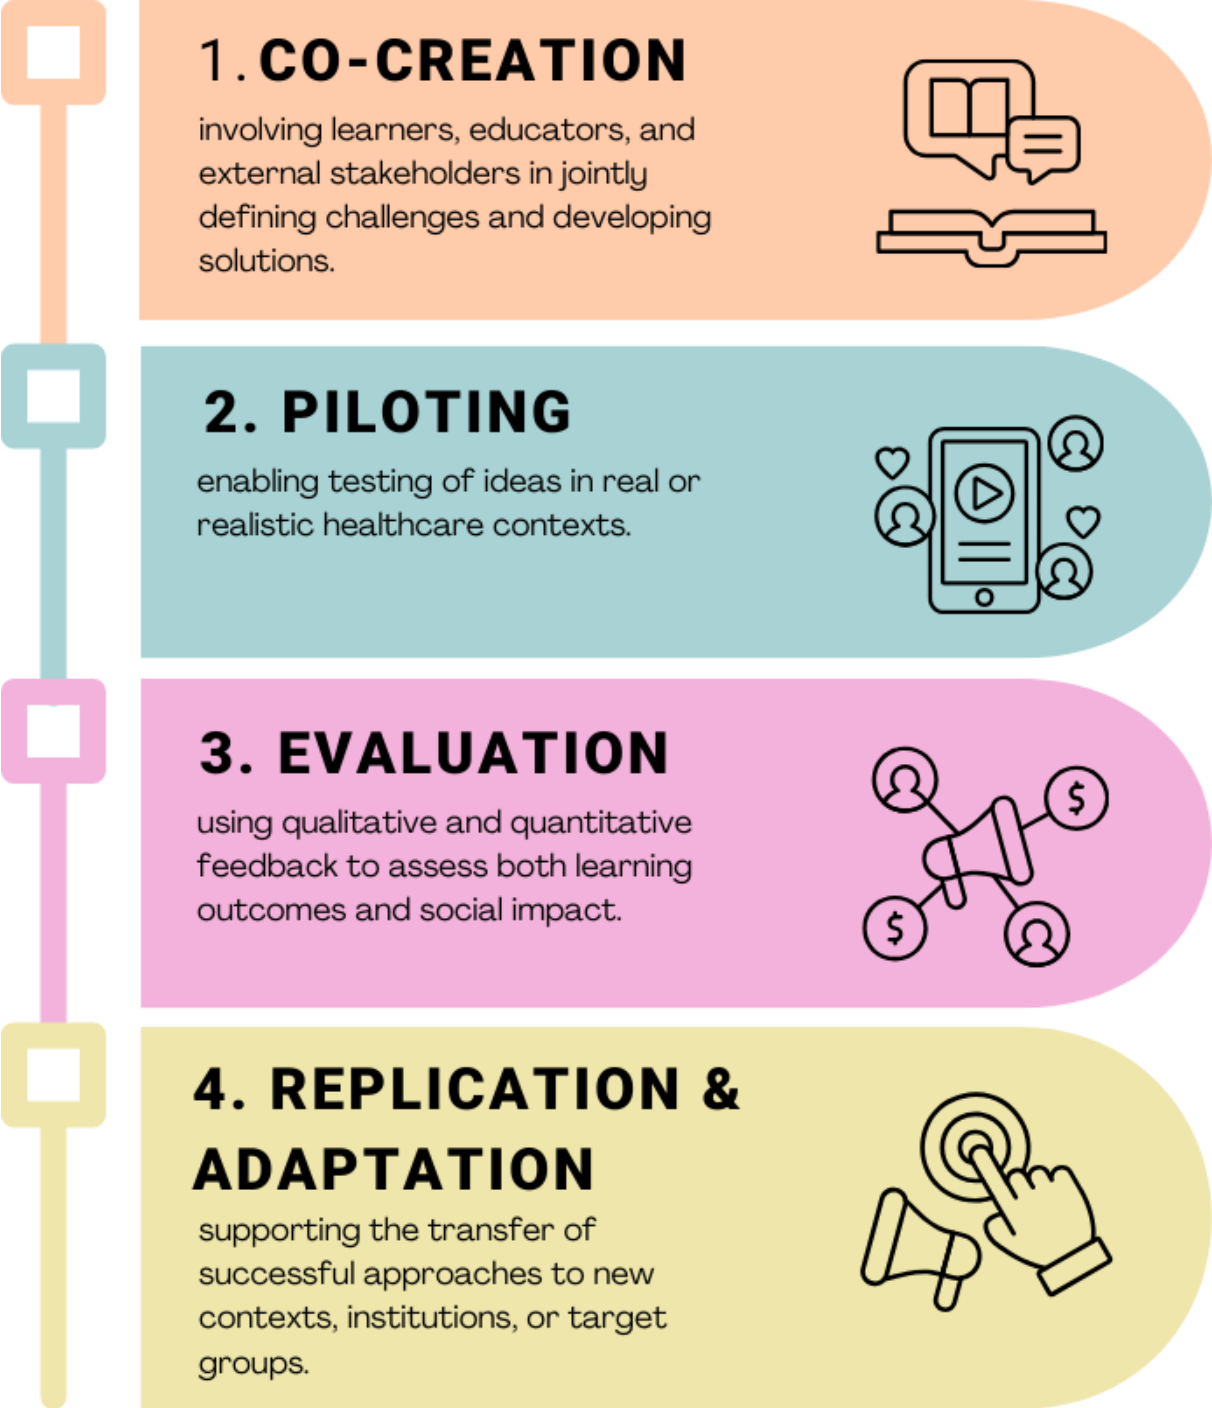 1. CO-CREATION
involving learners, educators, and
external stakeholders in jointly
defining challenges and developing
solutions.
2. PILOTING
enabling testing of ideas in real or
realistic healthcare contexts.
3. EVALUATION
using qualitative and quantitative
feedback to assess both learning
outcomes and social impact.
$
$
4. REPLICATION &
ADAPTATION
supporting the transfer of
successful approaches to new
contexts, institutions, or target
groups.